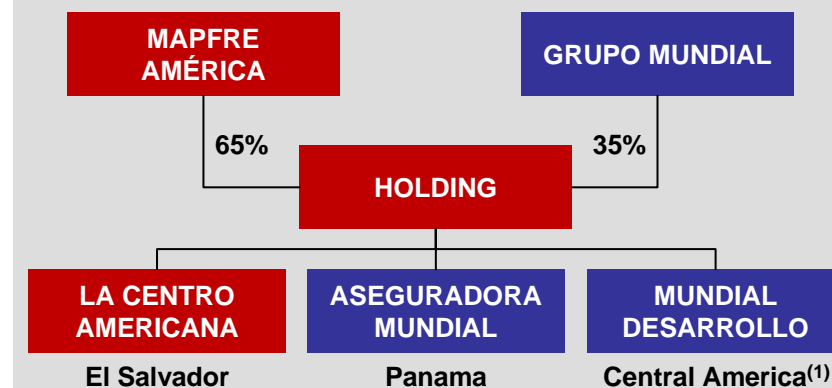 MAPFRE
AMÉRICA
GRUPO MUNDIAL
65%
35%
HOLDING
LA CENTRO
AMERICANA
ASEGURADORA
MUNDIAL
MUNDIAL
DESARROLLO
El Salvador
Panama
Central America(1)